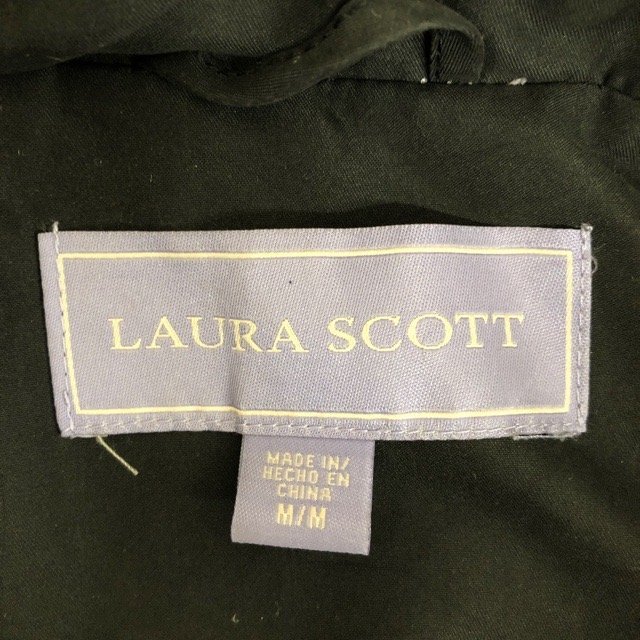 LAURA SCOTT
MADE IN/
HECHO EN
CHINA
M/M